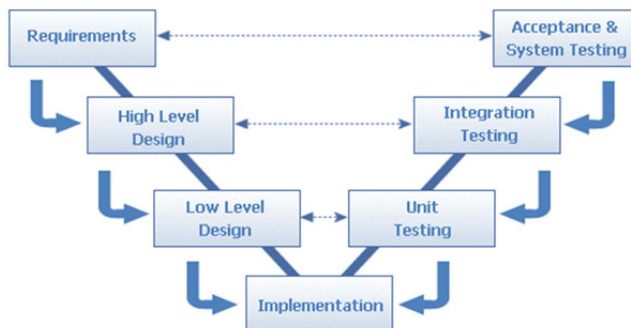 Requirements
Acceptance &
System Testing
High Level
Design
Integration
Testing
Low Level
Design
Unit
Testing
Implementation